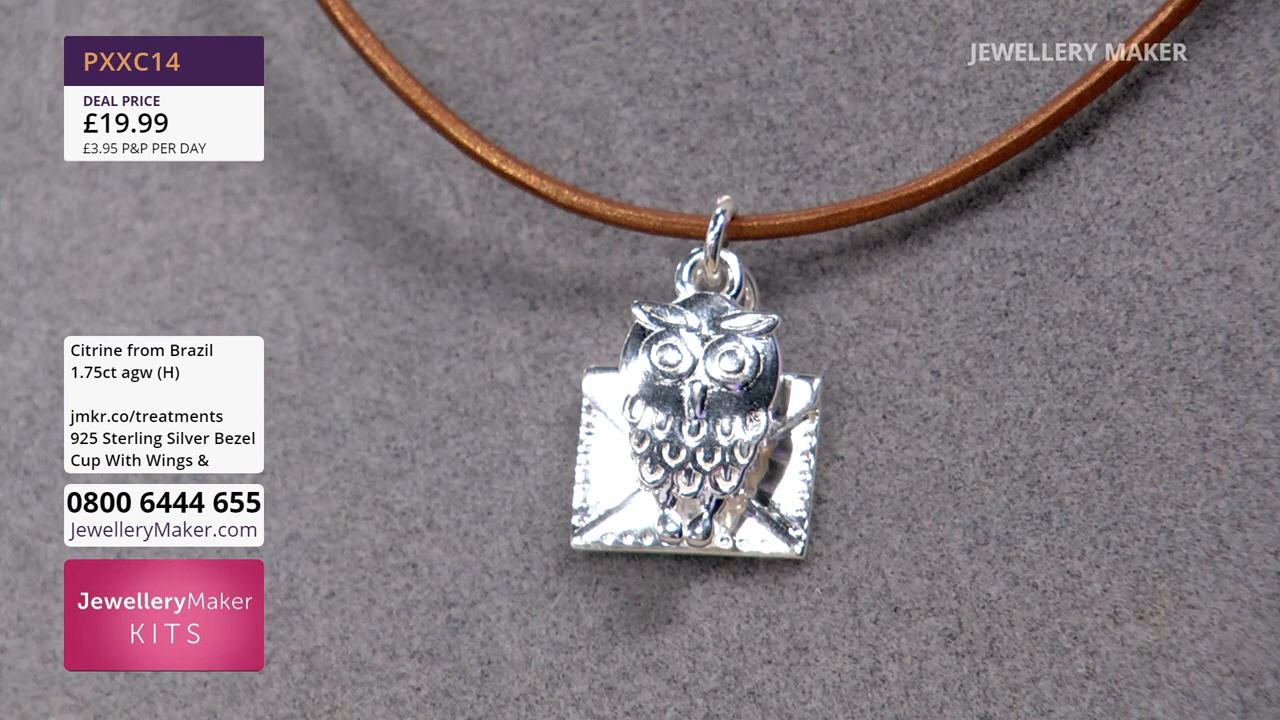 PXXC14
DEAL PRICE
£19.99
£3.95 P&P PER DAY
JEWELLERY MAKER
Citrine from Brazil
1.75ct agw (H)
jmkr.co/treatments
925 Sterling Silver Bezel
Cup With Wings &
0800 6444 655
JewelleryMaker.com
JewelleryMaker
KITS